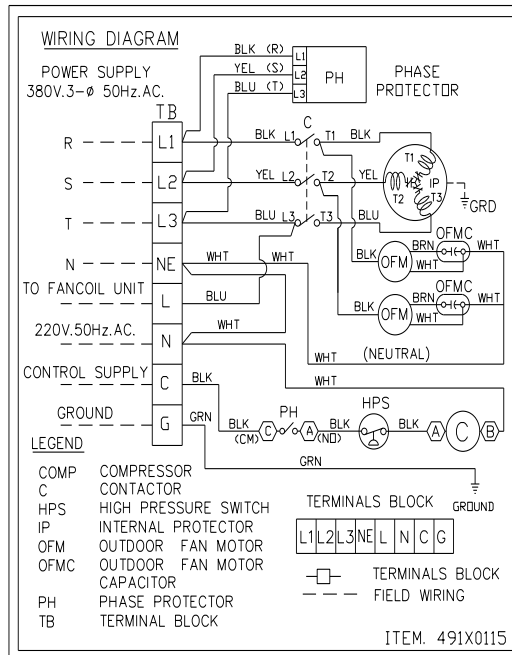 WIRING DIAGRAM
POWER SUPPLY
380V.3-ø 50Hz.AC.
TB
BLK (R)
YEL (S)
BLU (T)
L1
L2
L3
PH
PHASE
PROTECTOR
C
R
L1
BLK L1 T1 BLK
S
L2
YEL L2 T2 YEL
T
L3
BLU L3 T3 BLU
T1
T2
T3
IP
GRD
N
NE
WHT WHT
OFMC
BLK OFM BRN WHT
WHT
OFMC
BLK OFM BRN WHT
WHT
TO FANCOIL UNIT
L
BLU
220V.50Hz.AC.
N
WHT
WHT (NEUTRAL)
WHT
CONTROL SUPPLY
C
BLK
GROUND
G
GRN
BLK C PH A BLK HPS BLK A C B
(CM) (NO)
GRN
GROUND
LEGEND
COMP COMPRESSOR
C CONTACTOR
HPS HIGH PRESSURE SWITCH
IP INTERNAL PROTECTOR
OFM OUTDOOR FAN MOTOR
OFMC OUTDOOR FAN MOTOR
CAPACITOR
PH PHASE PROTECTOR
TB TERMINAL BLOCK
TERMINALS BLOCK
L1 L2 L3 NE L N C G
TERMINALS BLOCK
FIELD WIRING
ITEM. 491X0115